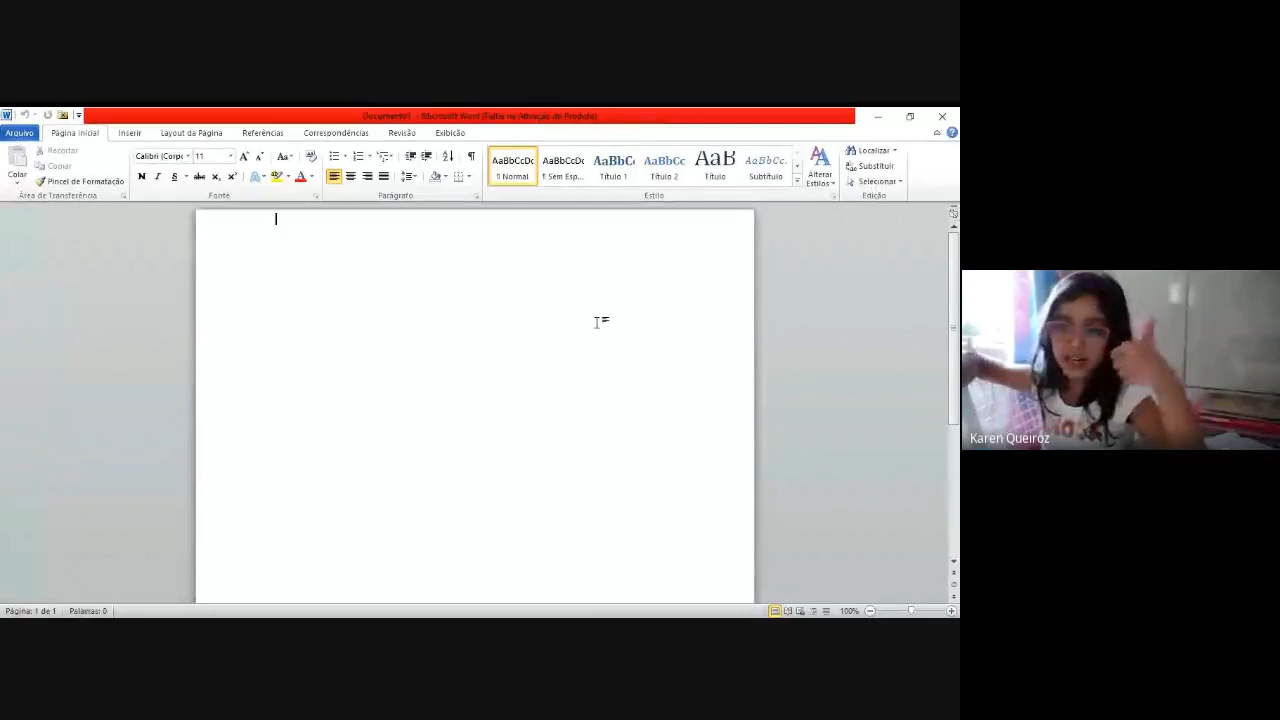 Documento1 - Microsoft Word (Falha na Ativação do Produto)
Arquivo Página Inicial Inserir Layout da Página Referências Correspondências Revisão Exibição
Colar
Recortar
Copiar
Pincel de Formatação
Área de Transferência
Calibri (Corpo 11
N I S abc x₂ x²
Fonte
Parágrafo
AaBbCcDc AaBbCcDc AaBbCc AaBbCc AaB AaBbCc.
¶ Normal ¶ Sem Esp... Título 1 Título 2 Título Subtítulo
Alterar
Estilos
Estilo
Localizar
Substituir
Selecionar
Edição
Página: 1 de 1 Palavras: 0 100%
Karen Queiroz